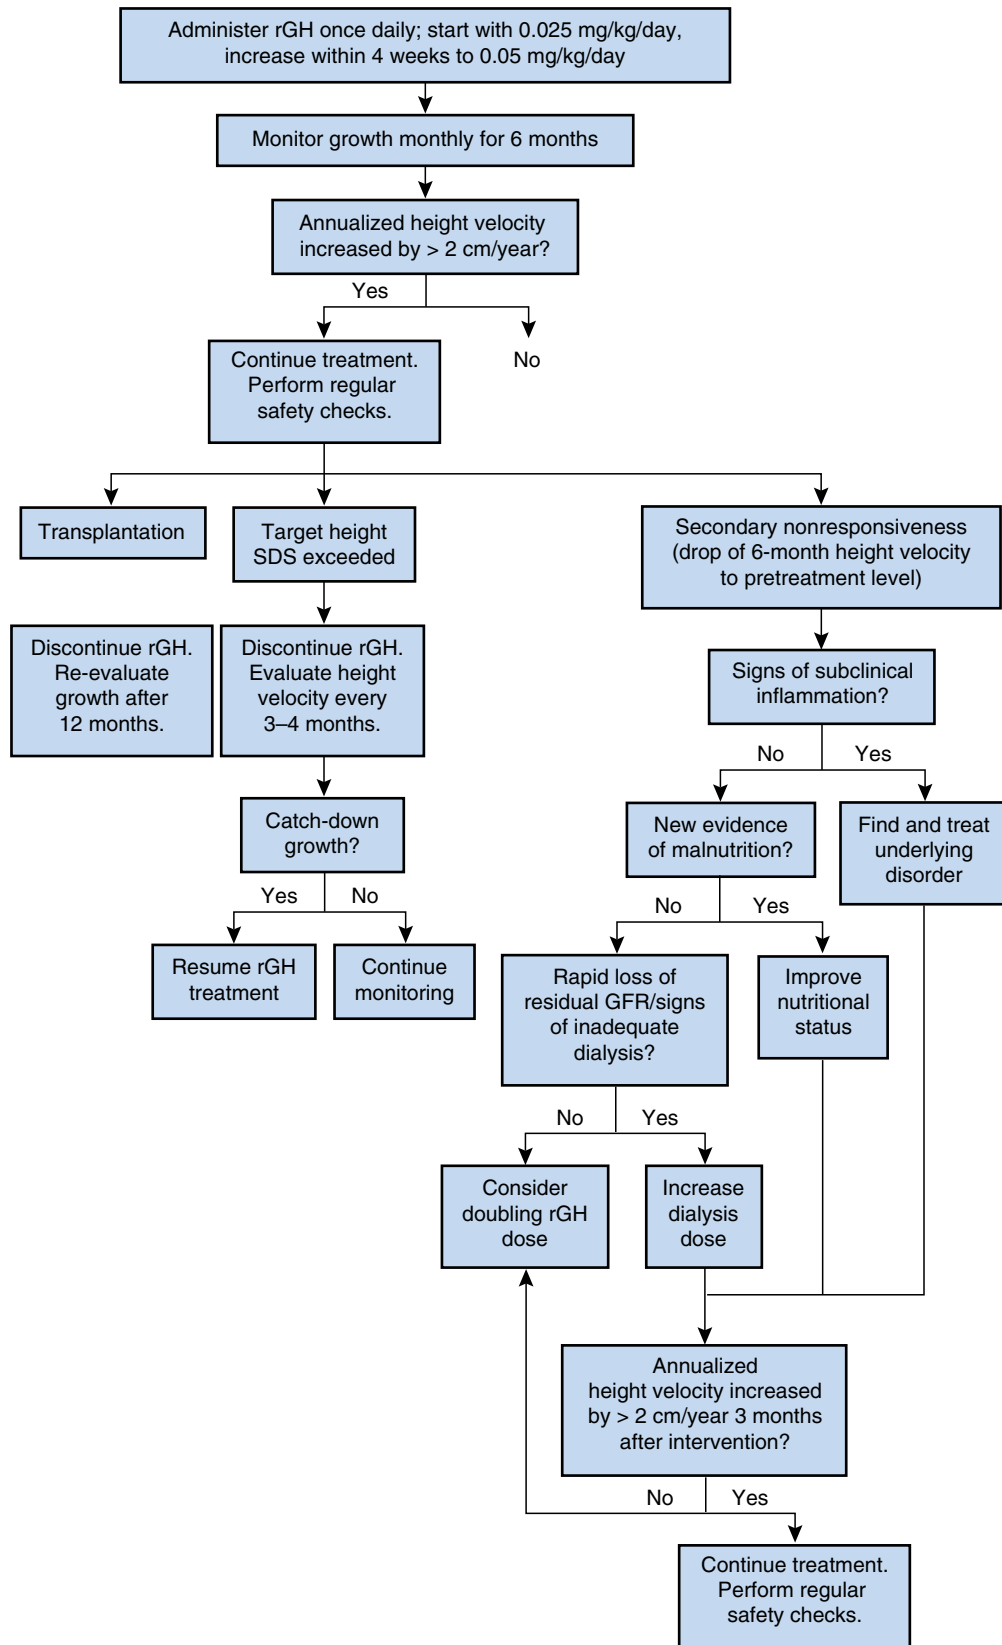 Administer rGH once daily; start with 0.025 mg/kg/day,
increase within 4 weeks to 0.05 mg/kg/day
Monitor growth monthly for 6 months
Annualized height velocity
increased by > 2 cm/year?
Yes
No
Continue treatment.
Perform regular
safety checks.
Transplantation
Target height
SDS exceeded
Secondary nonresponsiveness
(drop of 6-month height velocity
to pretreatment level)
Discontinue rGH.
Re-evaluate
growth after
12 months.
Discontinue rGH.
Evaluate height
velocity every
3–4 months.
Signs of subclinical
inflammation?
No
Yes
Catch-down
growth?
New evidence
of malnutrition?
Find and treat
underlying
disorder
Yes
No
No
Yes
Resume rGH
treatment
Continue
monitoring
Rapid loss of
residual GFR/signs
of inadequate
dialysis?
Improve
nutritional
status
No
Yes
Consider
doubling rGH
dose
Increase
dialysis
dose
Annualized
height velocity increased
by > 2 cm/year 3 months
after intervention?
No
Yes
Continue treatment.
Perform regular
safety checks.